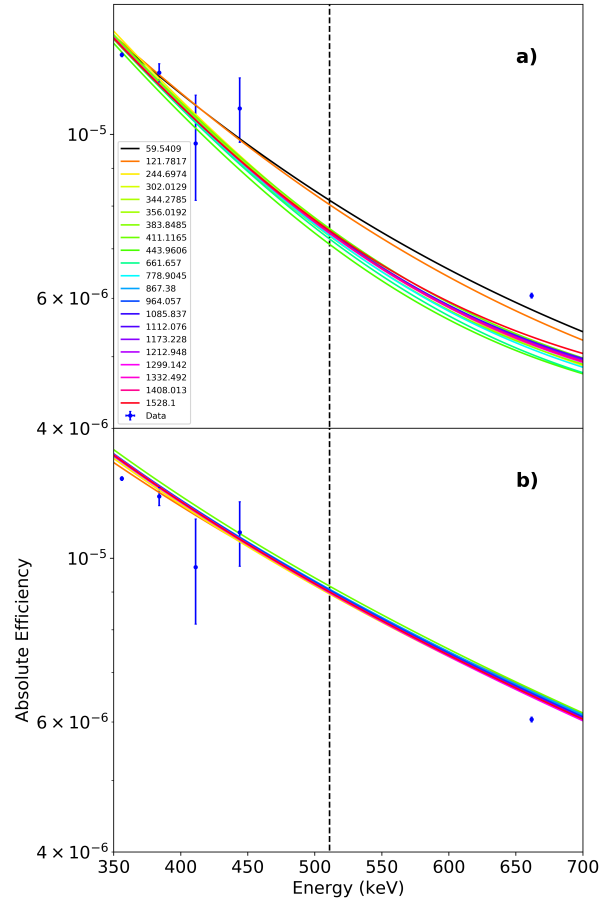 a)
10⁻⁵
59.5409
121.7817
244.6974
302.0129
344.2785
356.0192
383.8485
411.1165
443.9606
661.657
778.9045
867.38
964.057
1085.837
1112.076
1173.228
1212.948
1299.142
1332.492
1408.013
1528.1
Data
6 × 10⁻⁶
4 × 10⁻⁶
b)
10⁻⁵
Absolute Efficiency
6 × 10⁻⁶
4 × 10⁻⁶
350 400 450 500 550 600 650 700
Energy (keV)